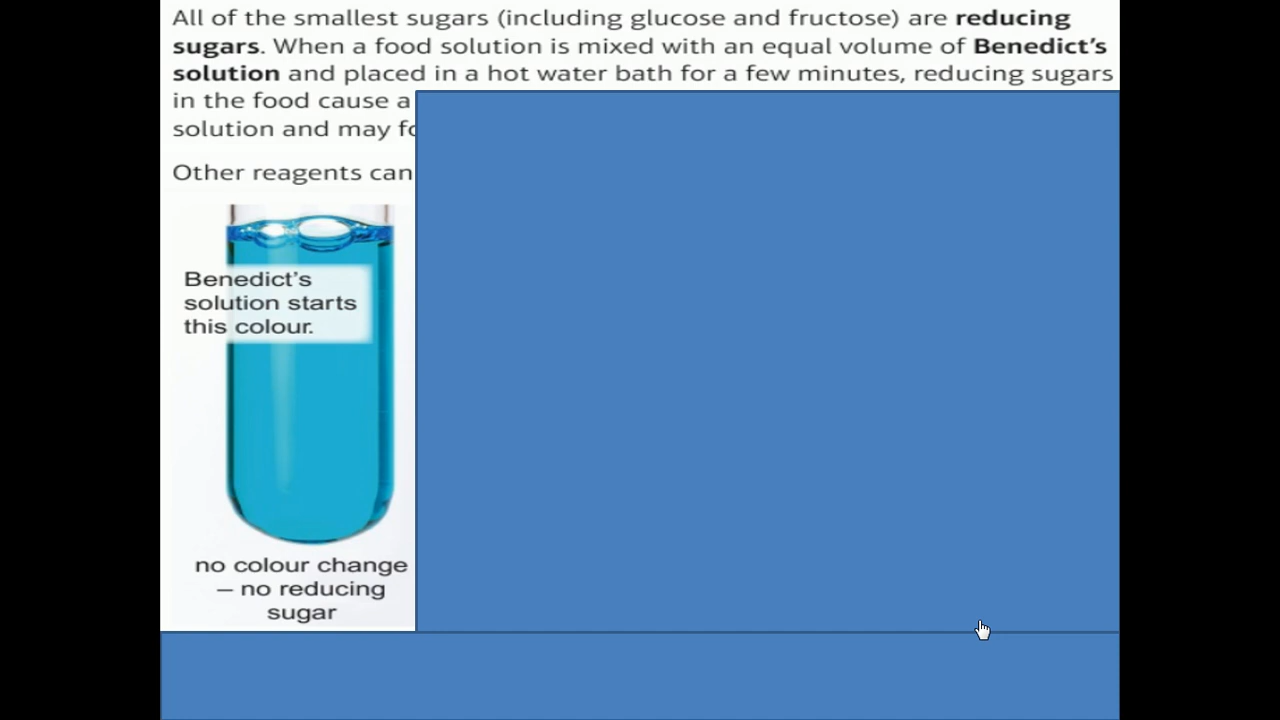 All of the smallest sugars (including glucose and fructose) are reducing
sugars. When a food solution is mixed with an equal volume of Benedict's
solution and placed in a hot water bath for a few minutes, reducing sugars
in the food cause a
solution and may
Other reagents can
Benedict's
solution starts
this colour.
no colour change
– no reducing
sugar